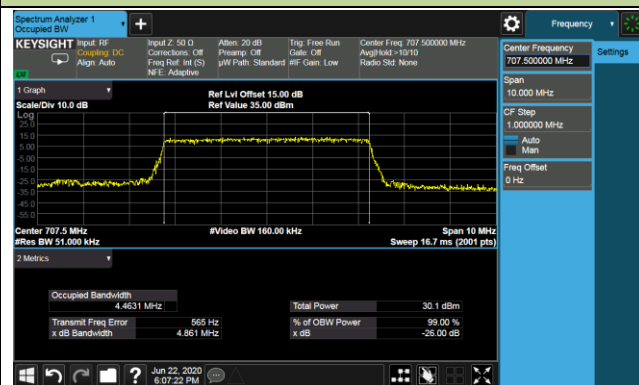 Spectrum Analyzer 1
Occupied BW
Frequency
KEYSIGHT
Input: RF
Coupling: DC
Align: Auto
Input Z: 50 Ω
Corrections: Off
Freq Ref: Int (S)
NFE: Adaptive
Atten: 20 dB
Preamp: Off
µW Path: Standard
Trig: Free Run
Gate: Off
#IF Gain: Low
Center Freq: 707.500000 MHz
Avg|Hold:>10/10
Radio Std: None
Center Frequency
707.500000 MHz
Settings
Span
10.000 MHz
CF Step
1.000000 MHz
Auto
Man
Freq Offset
0 Hz
1 Graph
Scale/Div 10.0 dB
Ref Lvl Offset 15.00 dB
Ref Value 35.00 dBm
Log
25.0
15.0
5.00
-5.00
-15.0
-25.0
-35.0
-45.0
-55.0
Center 707.5 MHz
#Res BW 51.000 kHz
#Video BW 160.00 kHz
Span 10 MHz
Sweep 16.7 ms (2001 pts)
2 Metrics
Occupied Bandwidth
4.4631 MHz
Total Power 30.1 dBm
Transmit Freq Error 565 Hz
% of OBW Power 99.00 %
x dB Bandwidth 4.861 MHz
x dB -26.00 dB
Jun 22, 2020
6:07:22 PM